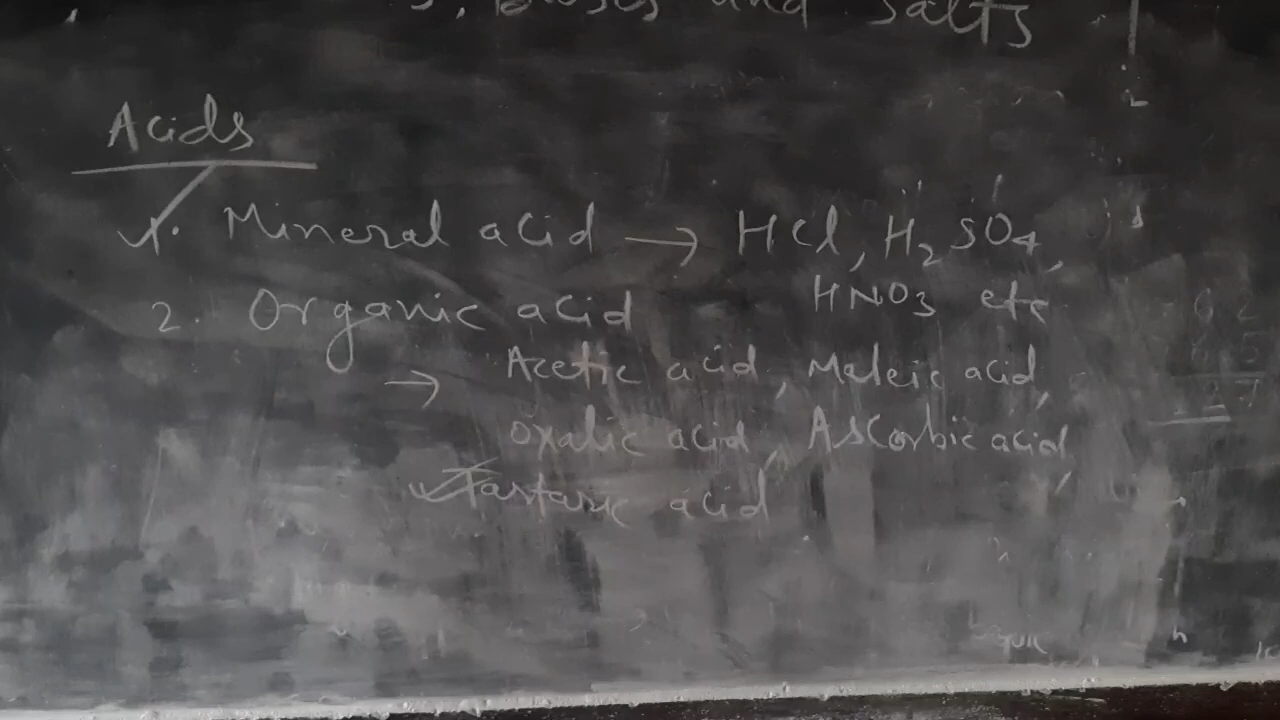 s, Bases and Salts
Acids
1. Mineral acid → HCl, H₂SO₄,
HNO₃ etc
2. Organic acid
→ Acetic acid, Maleic acid,
Oxalic acid, Ascorbic acid,
Tartaric acid